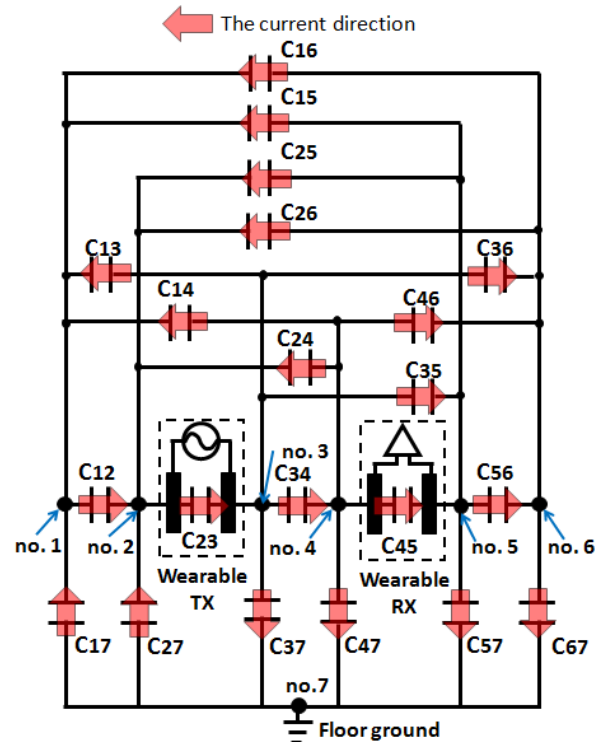 The current direction
C16
C15
C25
C26
C13
C36
C14
C46
C24
C35
no. 3
C12
C34
C56
C23
C45
no. 1
no. 2
no. 4
no. 5
no. 6
Wearable
TX
Wearable
RX
C17
C27
C37
C47
C57
C67
no.7
Floor ground